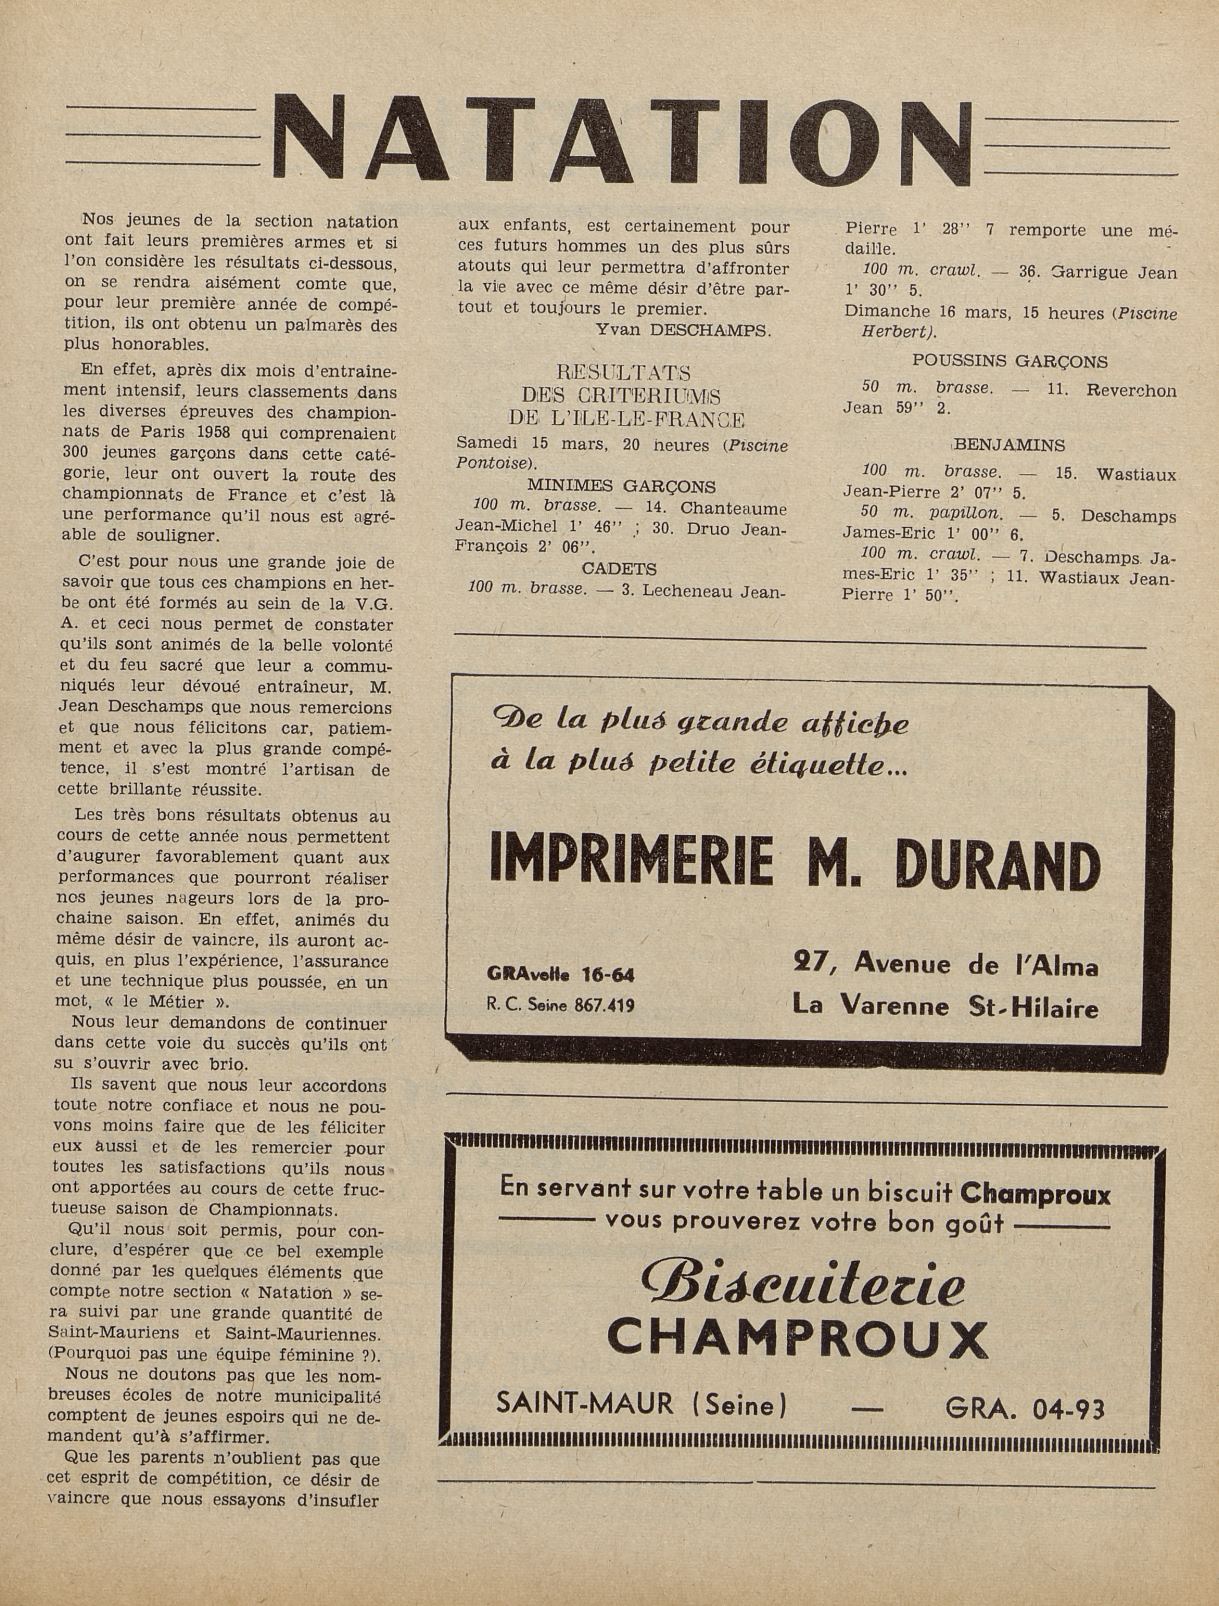 NATATION
Nos jeunes de la section natation
ont fait leurs premières armes et si
l'on considère les résultats ci-dessous,
on se rendra aisément comte que,
pour leur première année de compé-
tition, ils ont obtenu un palmarès des
plus honorables.
En effet, après dix mois d'entraîne-
ment intensif, leurs classements dans
les diverses épreuves des champion-
nats de Paris 1958 qui comprenaient
300 jeunes garçons dans cette caté-
gorie, leur ont ouvert la route des
championnats de France et c'est là
une performance qu'il nous est agré-
able de souligner.
C'est pour nous une grande joie de
savoir que tous ces champions en her-
be ont été formés au sein de la V.G.
A. et ceci nous permet de constater
qu'ils sont animés de la belle volonté
et du feu sacré que leur a commu-
niqués leur dévoué entraîneur, M.
Jean Deschamps que nous remercions
et que nous félicitons car, patiem-
ment et avec la plus grande compé-
tence, il s'est montré l'artisan de
cette brillante réussite.
Les très bons résultats obtenus au
cours de cette année nous permettent
d'augurer favorablement quant aux
performances que pourront réaliser
nos jeunes nageurs lors de la pro-
chaine saison. En effet, animés du
même désir de vaincre, ils auront ac-
quis, en plus l'expérience, l'assurance
et une technique plus poussée, en un
mot, « le Métier ».
Nous leur demandons de continuer
dans cette voie du succès qu'ils ont
su s'ouvrir avec brio.
Ils savent que nous leur accordons
toute notre confiace et nous ne pou-
vons moins faire que de les féliciter
eux aussi et de les remercier pour
toutes les satisfactions qu'ils nous
ont apportées au cours de cette fruc-
tueuse saison de Championnats.
Qu'il nous soit permis, pour con-
clure, d'espérer que ce bel exemple
donné par les quelques éléments que
compte notre section « Natation » se-
ra suivi par une grande quantité de
Saint-Mauriens et Saint-Mauriennes.
(Pourquoi pas une équipe féminine ?).
Nous ne doutons pas que les nom-
breuses écoles de notre municipalité
comptent de jeunes espoirs qui ne de-
mandent qu'à s'affirmer.
Que les parents n'oublient pas que
cet esprit de compétition, ce désir de
vaincre que nous essayons d'insufler
aux enfants, est certainement pour
ces futurs hommes un des plus sûrs
atouts qui leur permettra d'affronter
la vie avec ce même désir d'être par-
tout et toujours le premier.
Yvan DESCHAMPS.
RESULTATS
DES CRITERIUMS
DE L'ILE-LE-FRANCE
Samedi 15 mars, 20 heures (Piscine
Pontoise).
MINIMES GARÇONS
100 m. brasse. — 14. Chanteaume
Jean-Michel 1' 46'' ; 30. Druo Jean-
François 2' 06''.
CADETS
100 m. brasse. — 3. Lecheneau Jean-
Pierre 1' 28'' 7 remporte une mé-
daille.
100 m. crawl. — 36. Garrigue Jean
1' 30'' 5.
Dimanche 16 mars, 15 heures (Piscine
Herbert).
POUSSINS GARÇONS
50 m. brasse. — 11. Reverchon
Jean 59'' 2.
BENJAMINS
100 m. brasse. — 15. Wastiaux
Jean-Pierre 2' 07'' 5.
50 m. papillon. — 5. Deschamps
James-Eric 1' 00'' 6.
100 m. crawl. — 7. Deschamps Ja-
mes-Eric 1' 35'' ; 11. Wastiaux Jean-
Pierre 1' 50''.
De la plus grande affiche
à la plus petite étiquette...
IMPRIMERIE M. DURAND
GRAvelle 16-64
R. C. Seine 867.419
27, Avenue de l'Alma
La Varenne St-Hilaire
En servant sur votre table un biscuit Champroux
vous prouverez votre bon goût
Biscuiterie
CHAMPROUX
SAINT-MAUR (Seine) — GRA. 04-93